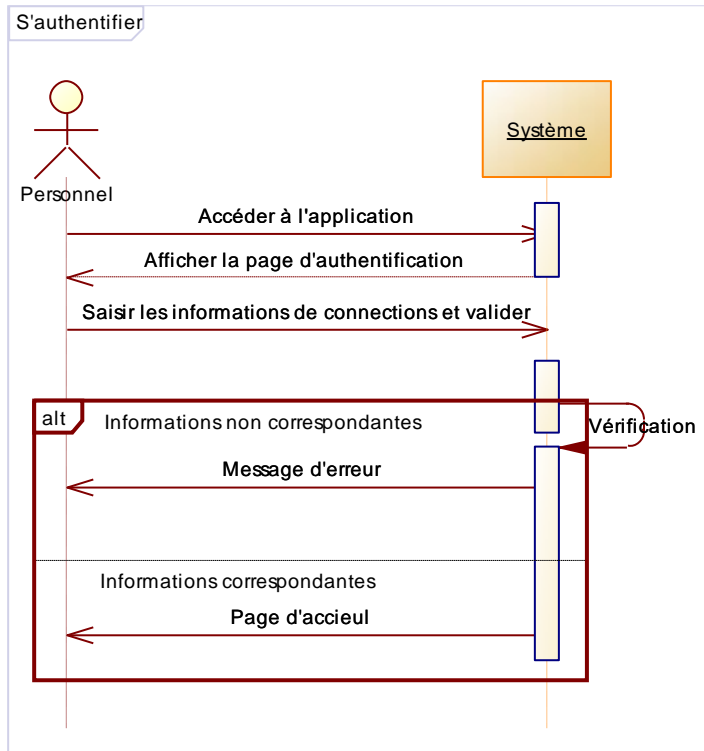 S'authentifier
Système
Personnel
Accéder à l'application
Afficher la page d'authentification
Saisir les informations de connections et valider
alt
Informations non correspondantes
Vérification
Message d'erreur
Informations correspondantes
Page d'accieul